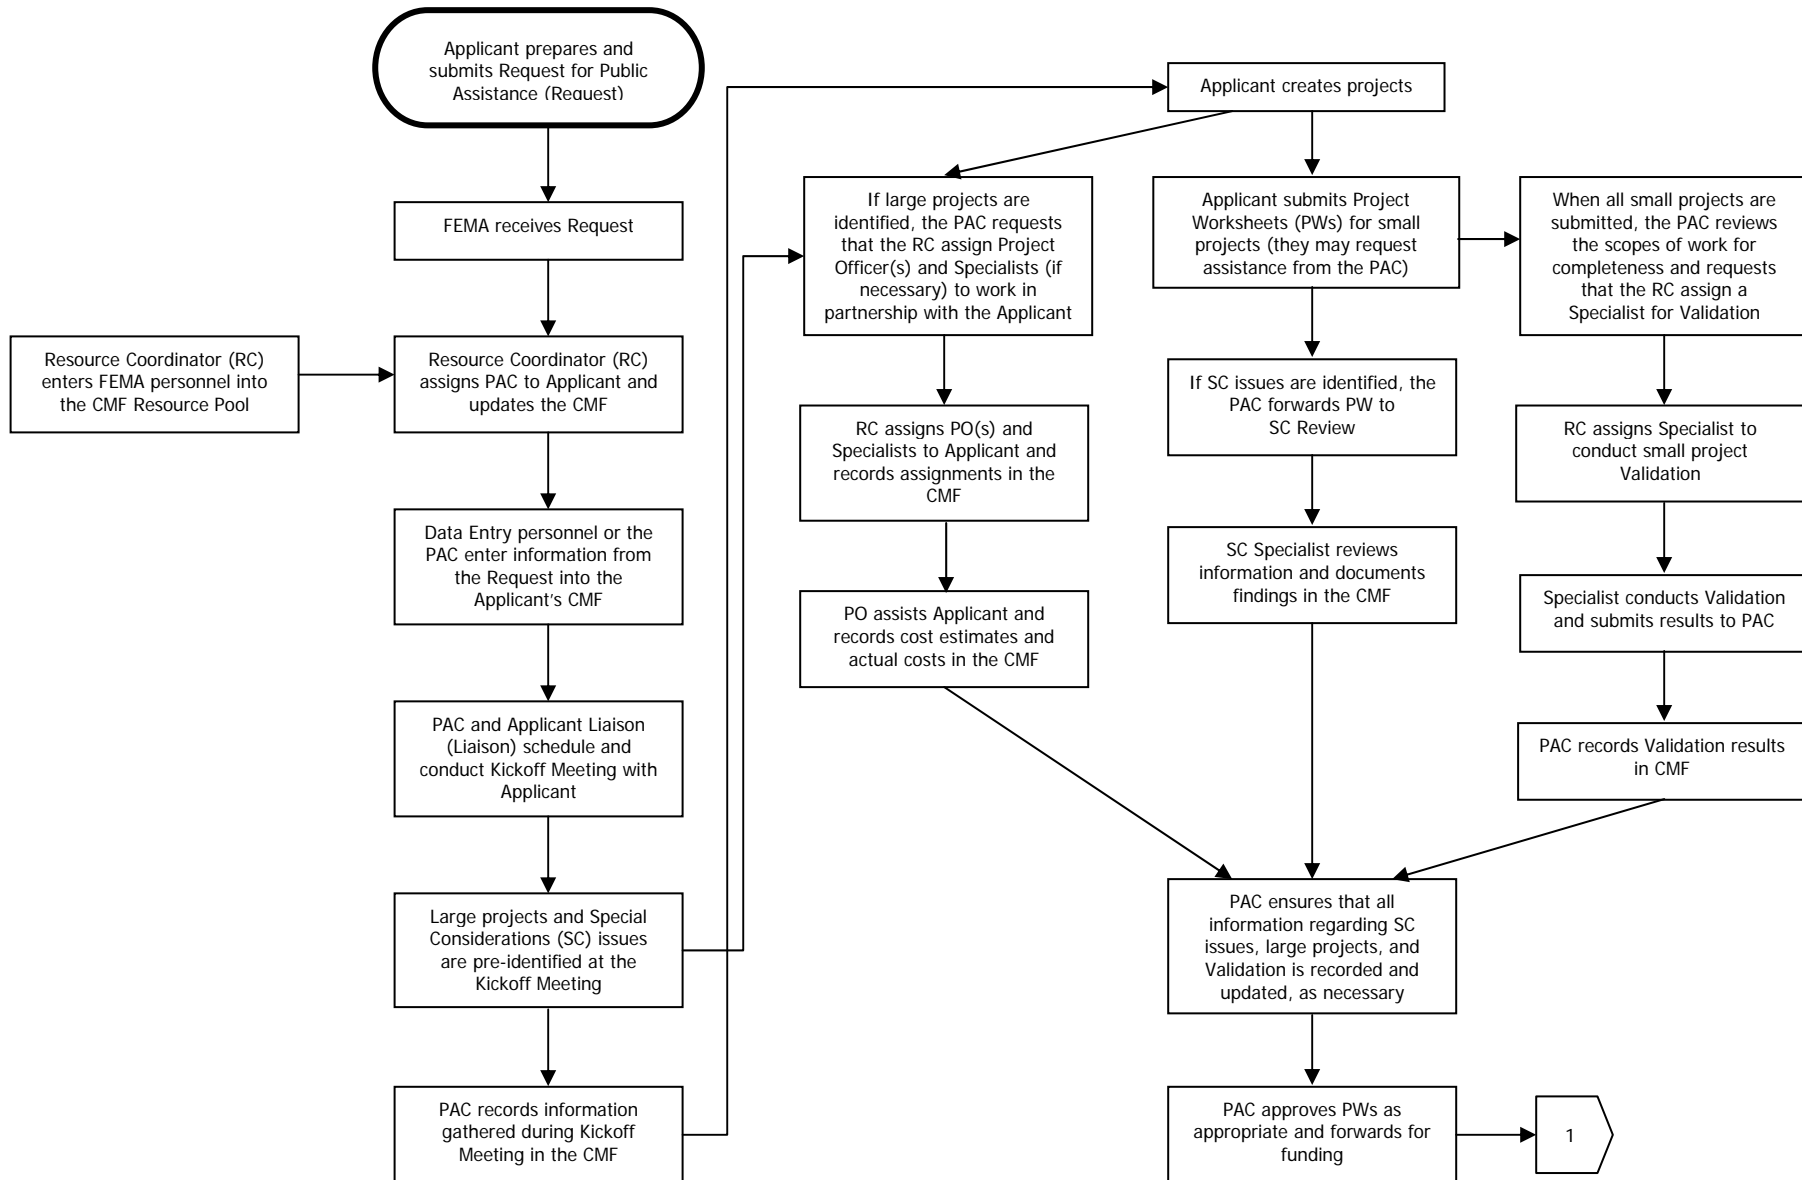 Applicant prepares and
submits Request for Public
Assistance (Request)
FEMA receives Request
Resource Coordinator (RC)
enters FEMA personnel into
the CMF Resource Pool
Resource Coordinator (RC)
assigns PAC to Applicant and
updates the CMF
Data Entry personnel or the
PAC enter information from
the Request into the
Applicant's CMF
PAC and Applicant Liaison
(Liaison) schedule and
conduct Kickoff Meeting with
Applicant
Large projects and Special
Considerations (SC) issues
are pre-identified at the
Kickoff Meeting
PAC records information
gathered during Kickoff
Meeting in the CMF
Applicant creates projects
If large projects are
identified, the PAC requests
that the RC assign Project
Officer(s) and Specialists (if
necessary) to work in
partnership with the Applicant
RC assigns PO(s) and
Specialists to Applicant and
records assignments in the
CMF
PO assists Applicant and
records cost estimates and
actual costs in the CMF
Applicant submits Project
Worksheets (PWs) for small
projects (they may request
assistance from the PAC)
If SC issues are identified, the
PAC forwards PW to
SC Review
SC Specialist reviews
information and documents
findings in the CMF
When all small projects are
submitted, the PAC reviews
the scopes of work for
completeness and requests
that the RC assign a
Specialist for Validation
RC assigns Specialist to
conduct small project
Validation
Specialist conducts Validation
and submits results to PAC
PAC records Validation results
in CMF
PAC ensures that all
information regarding SC
issues, large projects, and
Validation is recorded and
updated, as necessary
PAC approves PWs as
appropriate and forwards for
funding
1